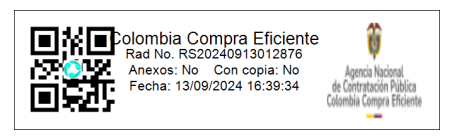 Colombia Compra Eficiente
Rad No. RS20240913012876
Anexos: No Con copia: No
Fecha: 13/09/2024 16:39:34
Agencia Nacional
de Contratación Pública
Colombia Compra Eficiente